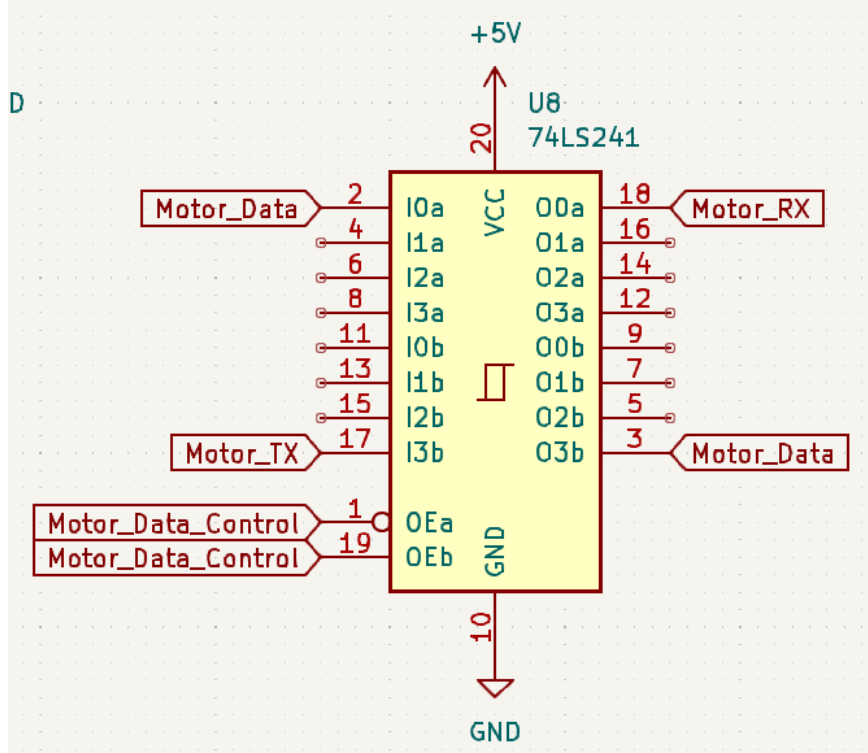 +5V
D
U8
74LS241
20
Motor_Data 2 I0a VCC O0a 18 Motor_RX
4 I1a O1a 16
6 I2a O2a 14
8 I3a O3a 12
11 I0b O0b 9
13 I1b O1b 7
15 I2b O2b 5
Motor_TX 17 I3b O3b 3 Motor_Data
Motor_Data_Control 1 OEa
Motor_Data_Control 19 OEb GND
10
GND